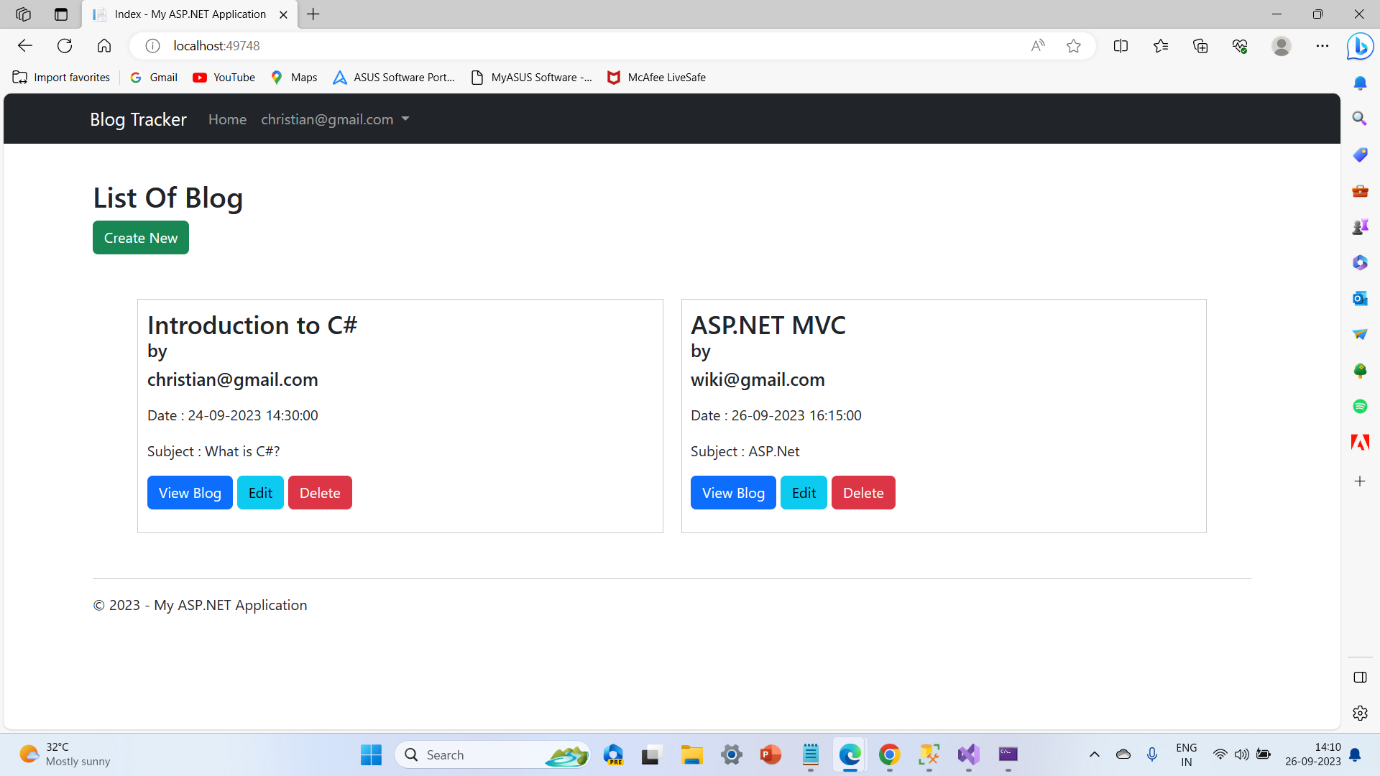 Index - My ASP.NET Application
localhost:49748
Import favorites
Gmail
YouTube
Maps
ASUS Software Port...
MyASUS Software -...
McAfee LiveSafe
Blog Tracker
Home
christian@gmail.com
List Of Blog
Create New
Introduction to C#
by
christian@gmail.com
Date : 24-09-2023 14:30:00
Subject : What is C#?
View Blog Edit Delete
ASP.NET MVC
by
wiki@gmail.com
Date : 26-09-2023 16:15:00
Subject : ASP.Net
View Blog Edit Delete
© 2023 - My ASP.NET Application
32°C
Mostly sunny
Search
PRE
ENG
IN
14:10
26-09-2023